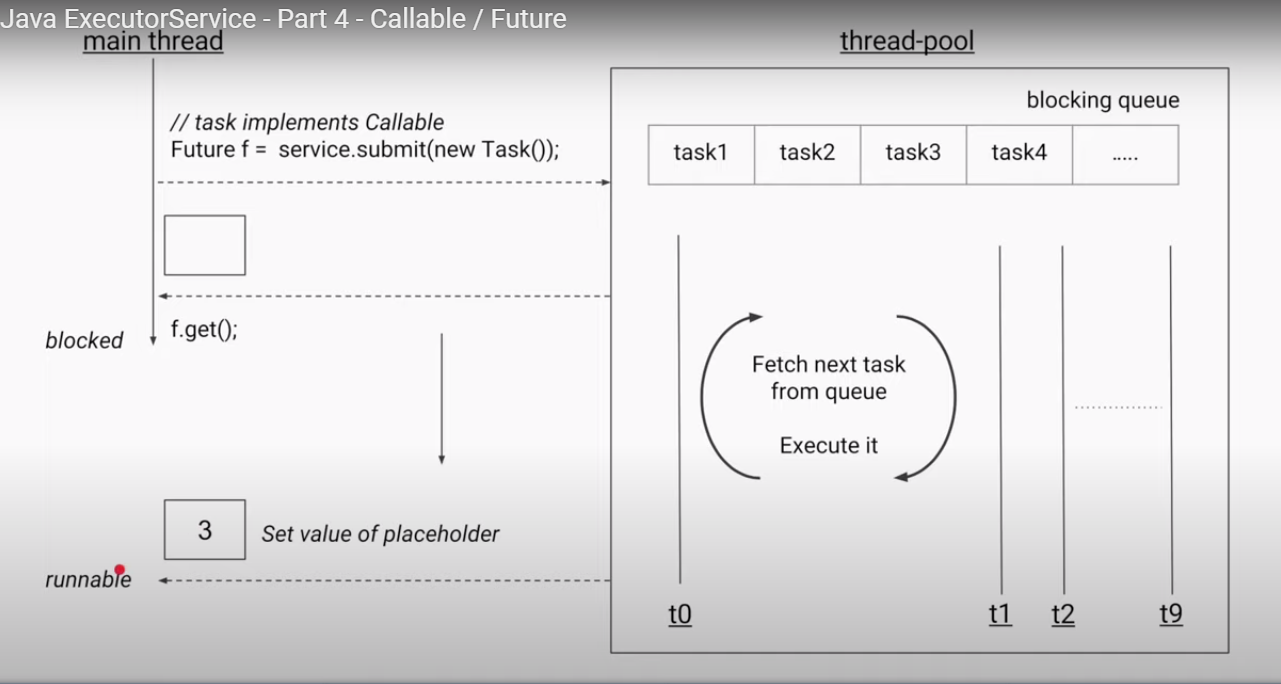 Java ExecutorService - Part 4 - Callable / Future
main thread
thread-pool
// task implements Callable
Future f = service.submit(new Task());
blocking queue
task1 task2 task3 task4 .....
blocked
f.get();
Fetch next task
from queue
Execute it
3
Set value of placeholder
runnable
t0 t1 t2 t9